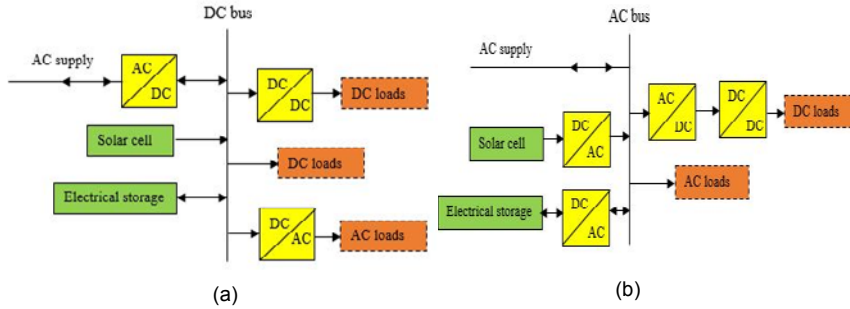 DC bus
AC supply
AC
DC
DC
DC
DC loads
Solar cell
DC loads
Electrical storage
DC
AC
AC loads
(a)
AC bus
AC supply
AC
DC
DC
DC
DC loads
Solar cell
DC
AC
AC loads
Electrical storage
DC
AC
(b)